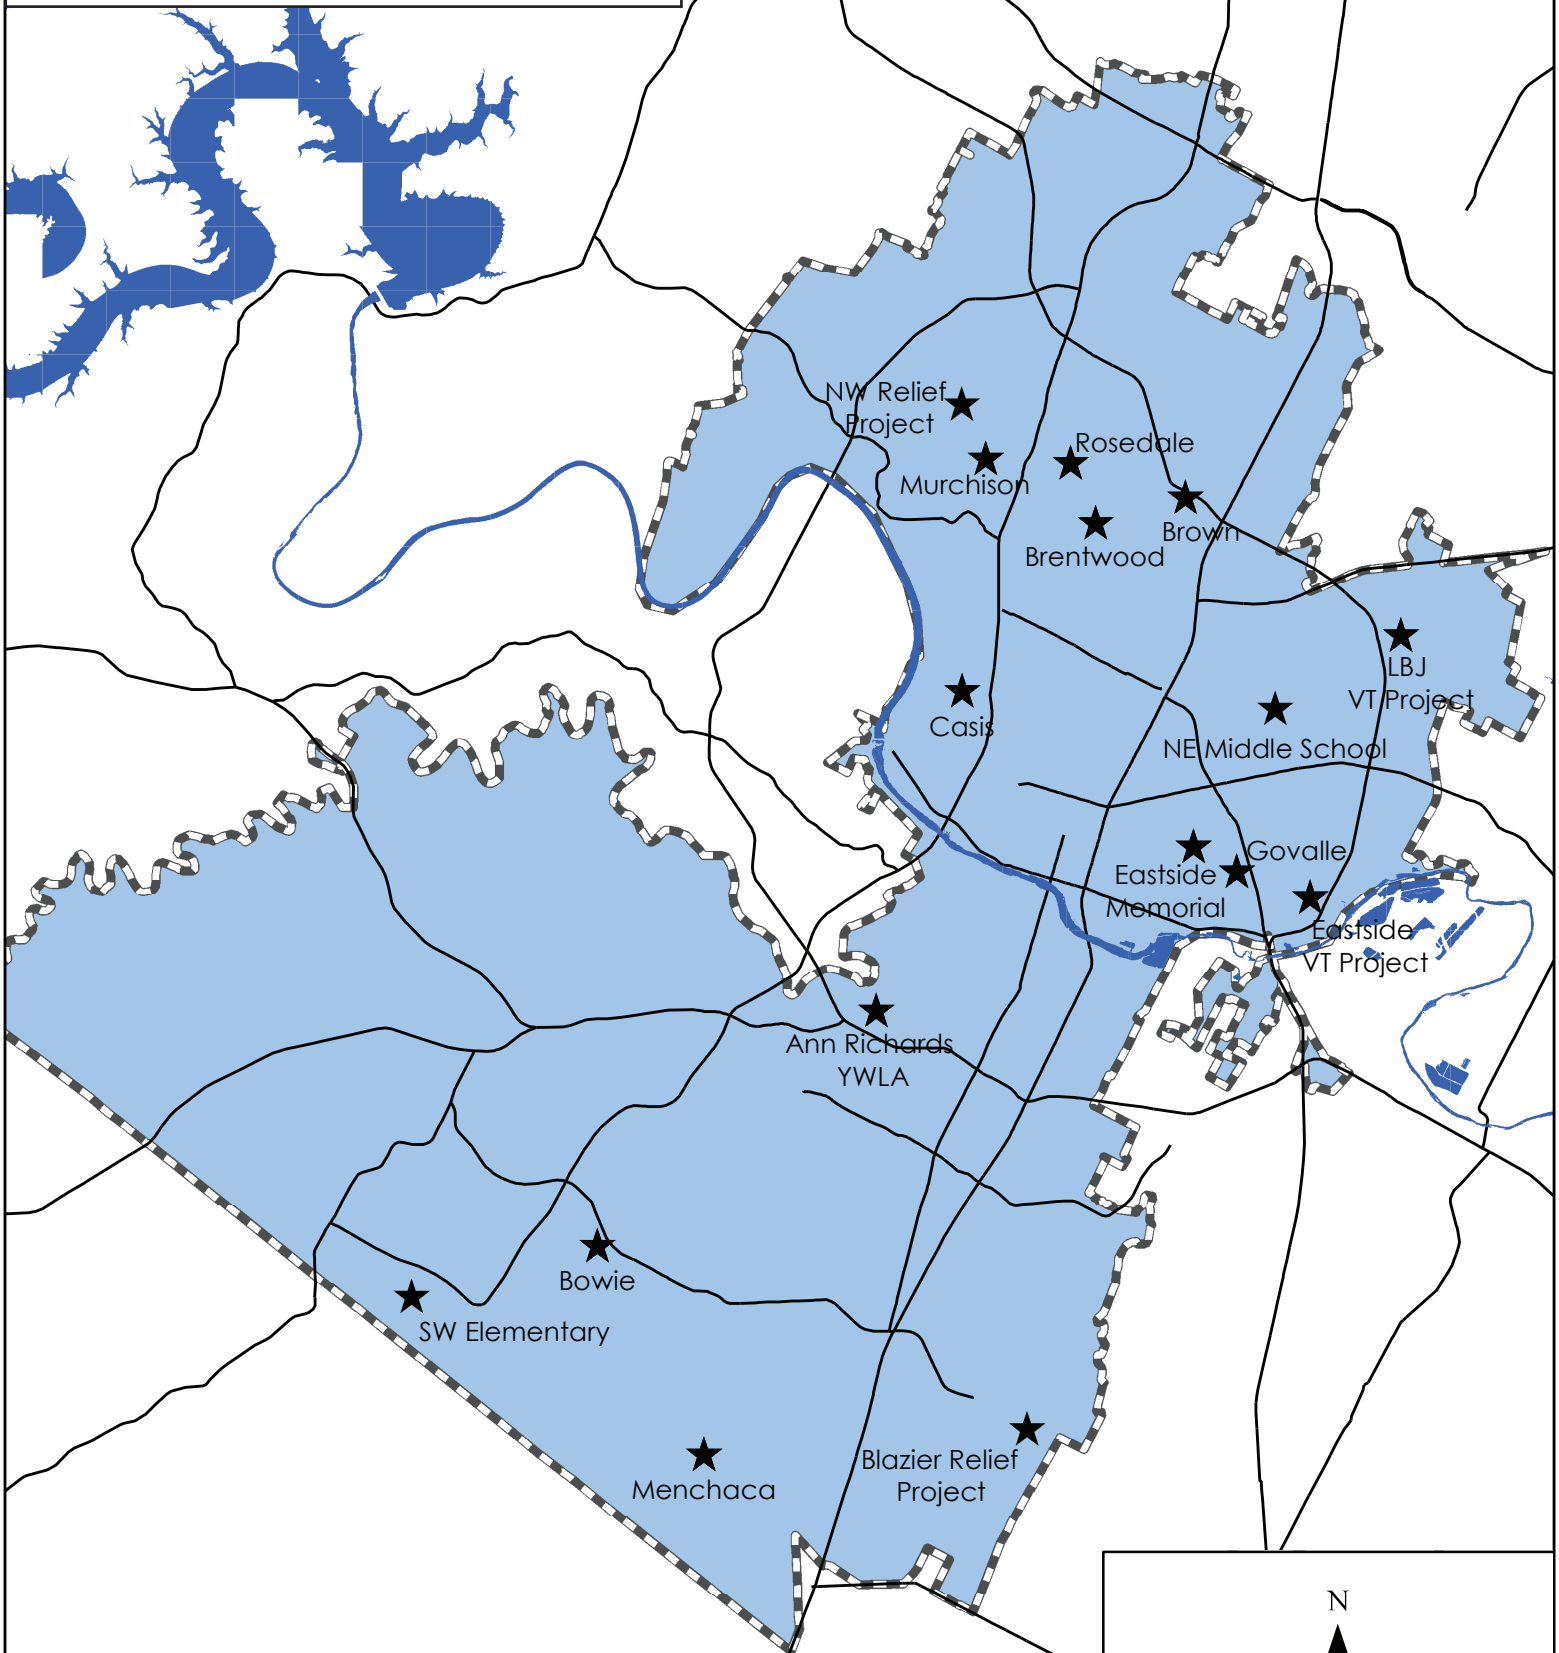 NW Relief
Project
Rosedale
Murchison
Brown
Brentwood
LBJ
VT Project
Casis
NE Middle School
Govalle
Eastside
Memorial
Eastside
VT Project
Ann Richards
YWLA
Bowie
SW Elementary
Blazier Relief
Project
Menchaca
N